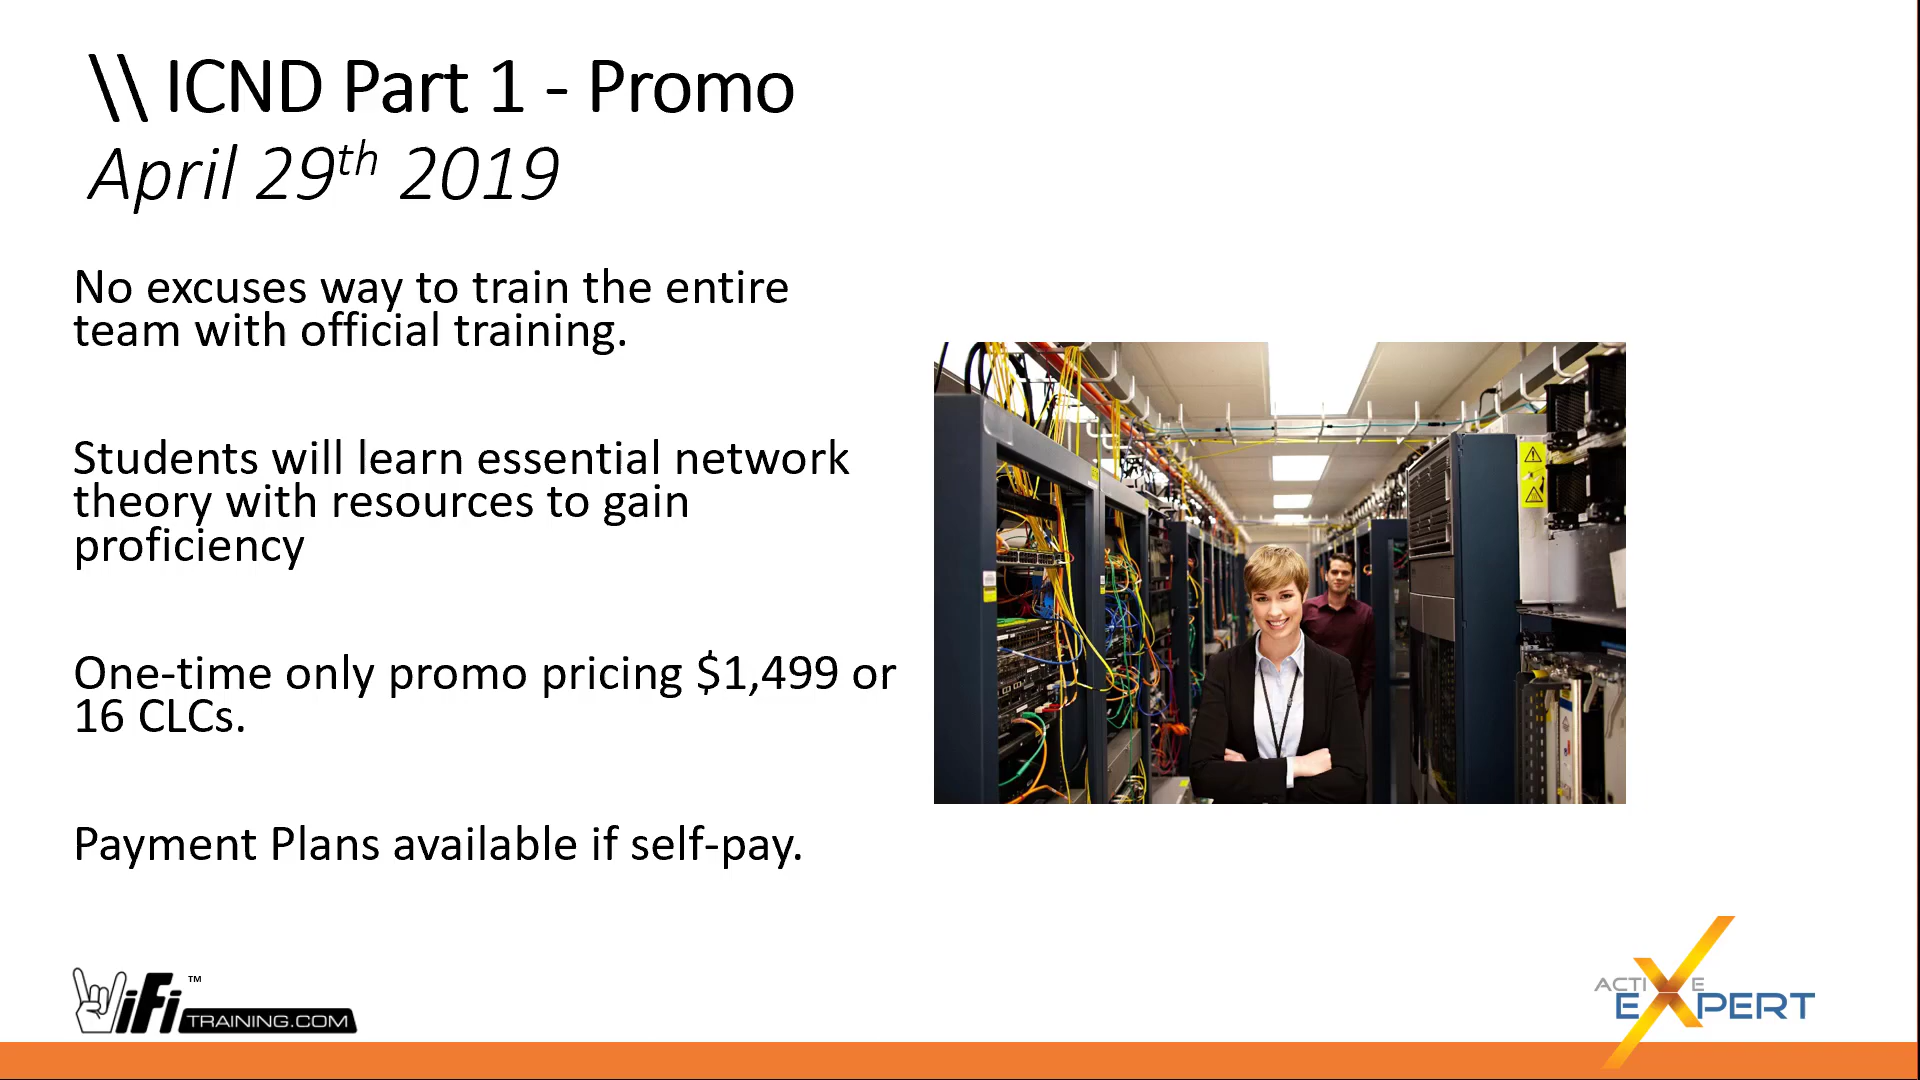 \\ ICND Part 1 - Promo
April 29th 2019
No excuses way to train the entire
team with official training.
Students will learn essential network
theory with resources to gain
proficiency
One-time only promo pricing $1,499 or
16 CLCs.
Payment Plans available if self-pay.
WiFi™
TRAINING.COM
ACTIVE
EXPERT